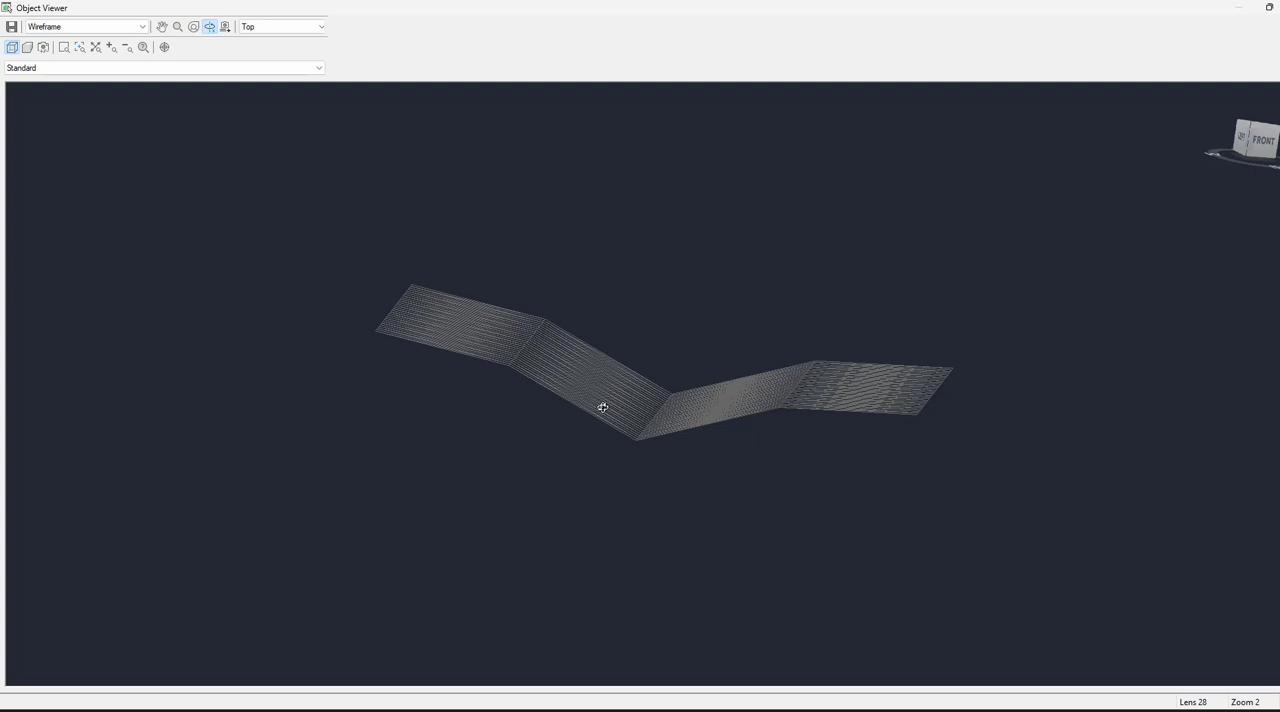 Object Viewer
Wireframe
Top
Standard
FRONT
Lens 28
Zoom 2